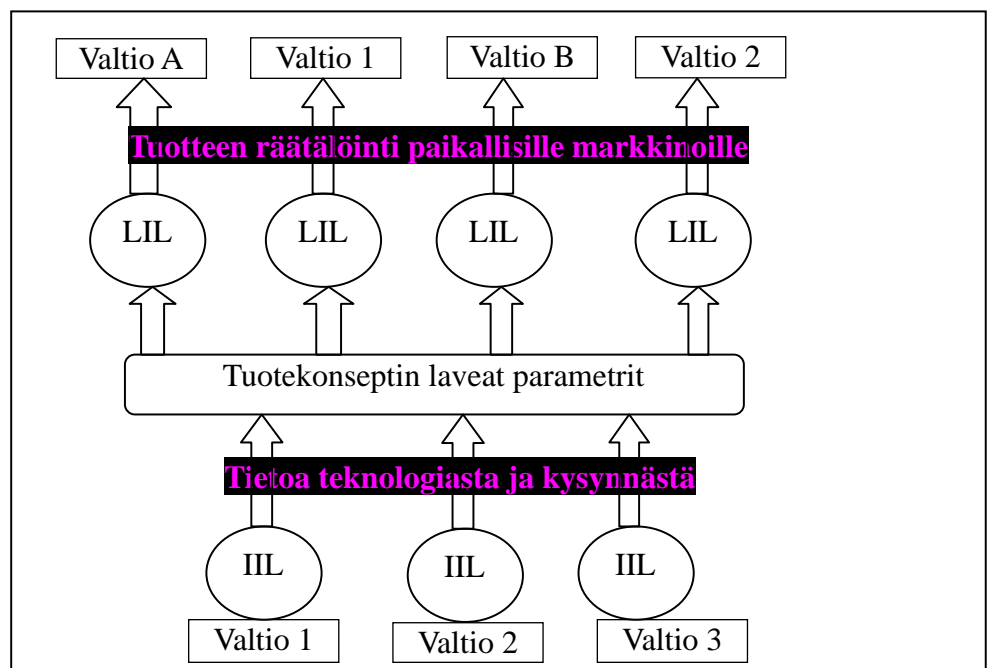 Valtio A Valtio 1 Valtio B Valtio 2
Tuotteen räätälöinti paikallisille markkinoille
LIL LIL LIL LIL
Tuotekonseptin laveat parametrit
Tietoa teknologiasta ja kysynnästä
IIL IIL IIL
Valtio 1 Valtio 2 Valtio 3